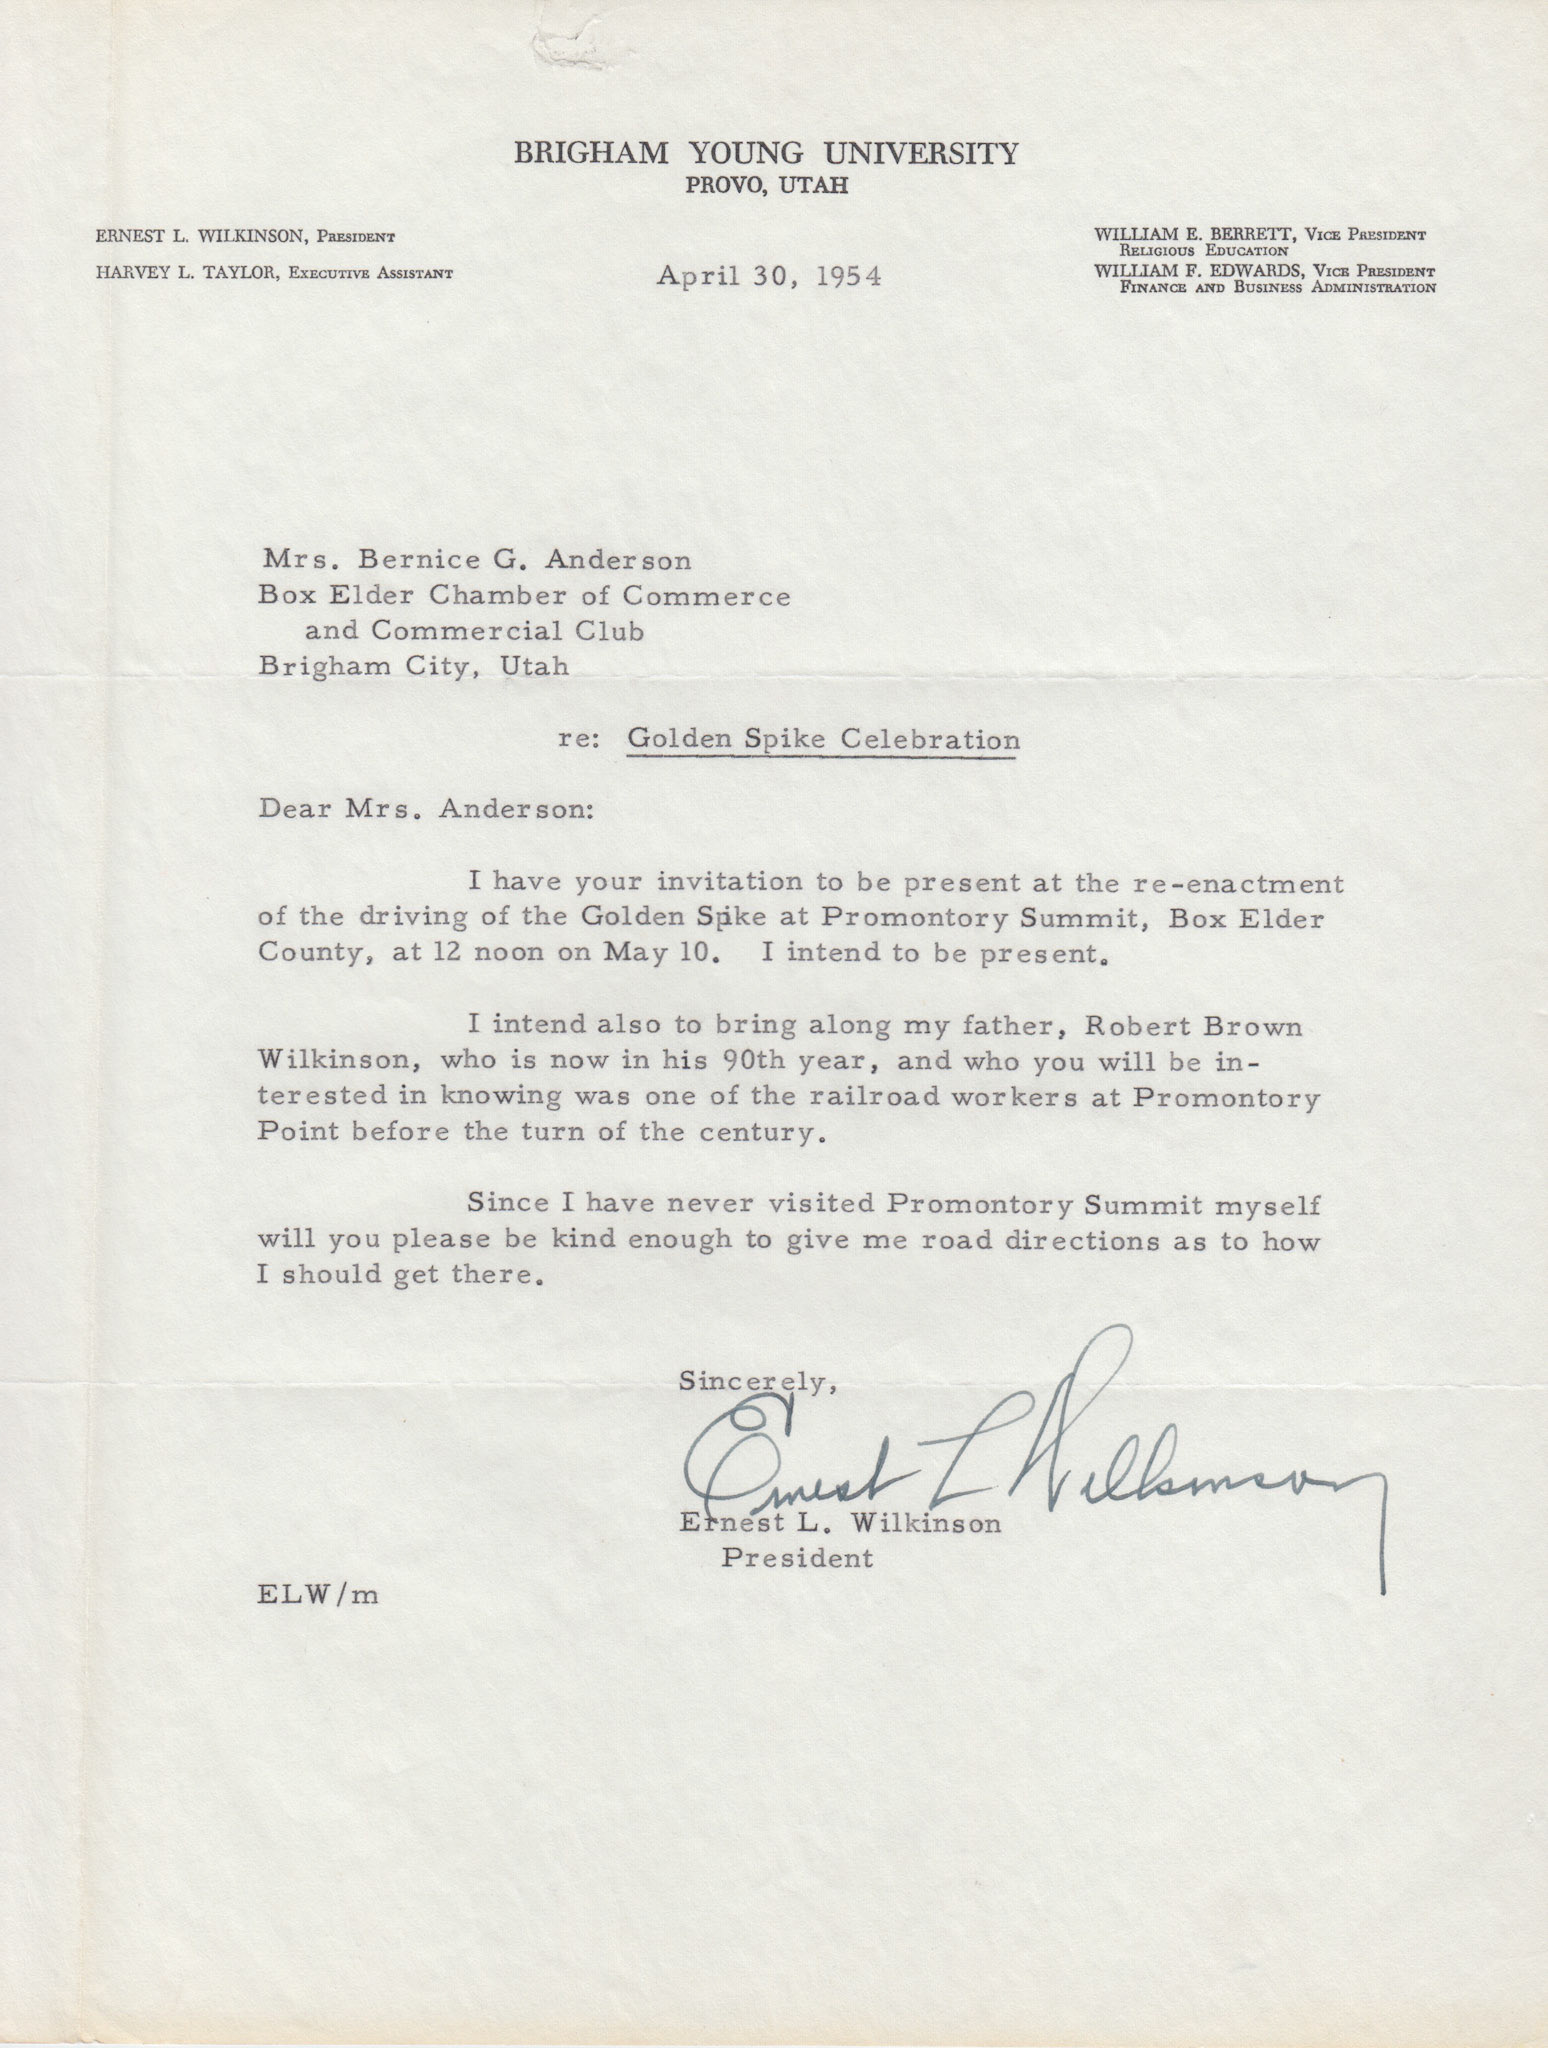 BRIGHAM YOUNG UNIVERSITY
PROVO, UTAH
ERNEST L. WILKINSON, President
HARVEY L. TAYLOR, Executive Assistant
WILLIAM E. BERRETT, Vice President
Religious Education
WILLIAM F. EDWARDS, Vice President
Finance and Business Administration
April 30, 1954
Mrs. Bernice G. Anderson
Box Elder Chamber of Commerce
and Commercial Club
Brigham City, Utah
re: Golden Spike Celebration
Dear Mrs. Anderson:
I have your invitation to be present at the re-enactment
of the driving of the Golden Spike at Promontory Summit, Box Elder
County, at 12 noon on May 10. I intend to be present.
I intend also to bring along my father, Robert Brown
Wilkinson, who is now in his 90th year, and who you will be in-
terested in knowing was one of the railroad workers at Promontory
Point before the turn of the century.
Since I have never visited Promontory Summit myself
will you please be kind enough to give me road directions as to how
I should get there.
Sincerely,
Ernest L Wilkinson
Ernest L. Wilkinson
President
ELW/m